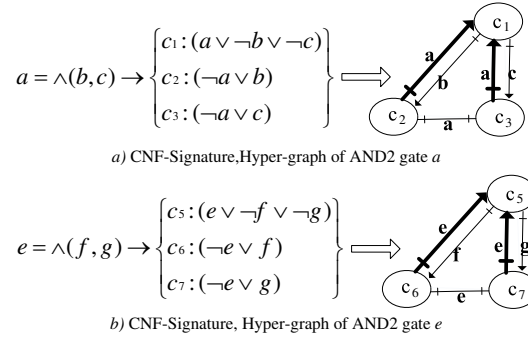 a = ∧(b, c) → { c₁: (a ∨ ¬b ∨ ¬c)
c₂: (¬a ∨ b)
c₃: (¬a ∨ c) }
c₁
a
b
a
c
c₂
a
c₃
a) CNF-Signature,Hyper-graph of AND2 gate a
e = ∧(f, g) → { c₅: (e ∨ ¬f ∨ ¬g)
c₆: (¬e ∨ f)
c₇: (¬e ∨ g) }
c₅
e
f
e
g
c₆
e
c₇
b) CNF-Signature, Hyper-graph of AND2 gate e